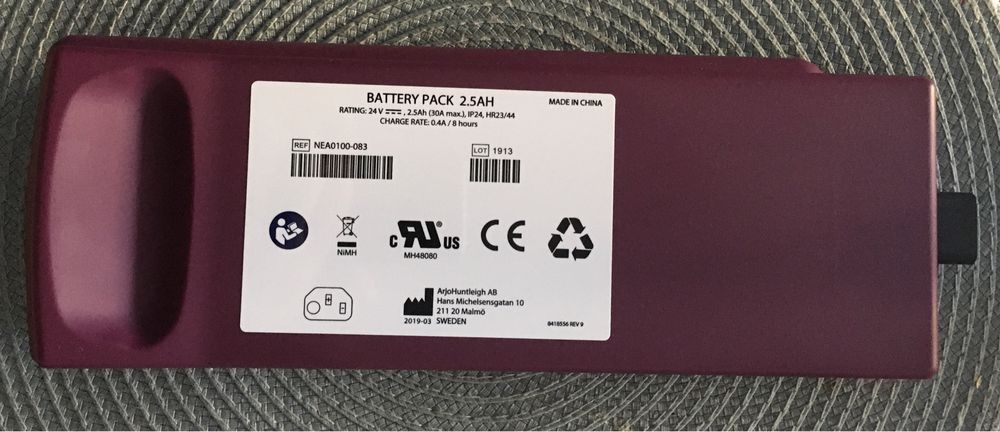 BATTERY PACK 2.5AH
MADE IN CHINA
RATING: 24 V ⎓, 2.5Ah (30A max.), IP24, HR23/44
CHARGE RATE: 0.4A / 8 hours
REF NEA0100-083
LOT 1913
NiMH
c RU US
MH48080
CE
ArjoHuntleigh AB
Hans Michelsensgatan 10
211 20 Malmö
2019-03 SWEDEN
0418556 REV 9